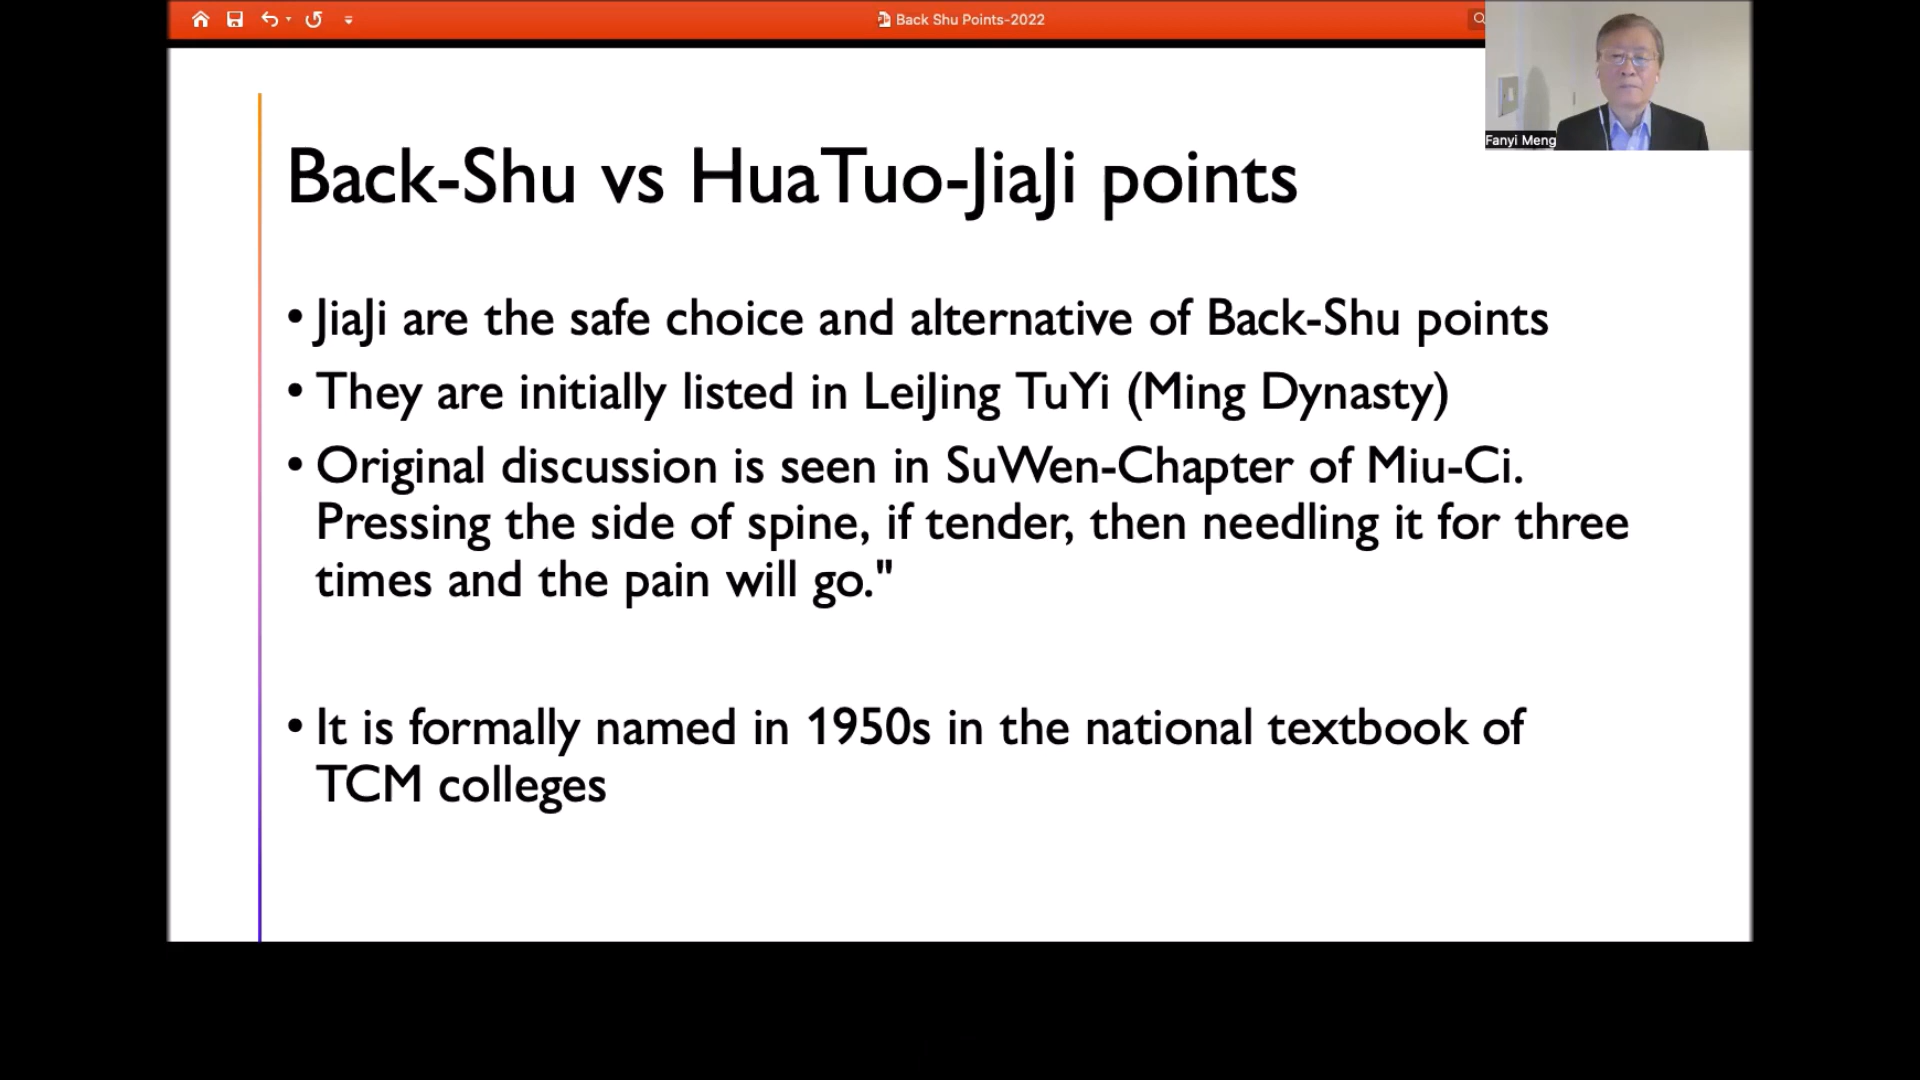 Back Shu Points-2022
Fanyi Meng
Back-Shu vs HuaTuo-JiaJi points
• JiaJi are the safe choice and alternative of Back-Shu points
• They are initially listed in LeiJing TuYi (Ming Dynasty)
• Original discussion is seen in SuWen-Chapter of Miu-Ci.
Pressing the side of spine, if tender, then needling it for three
times and the pain will go."
• It is formally named in 1950s in the national textbook of
TCM colleges